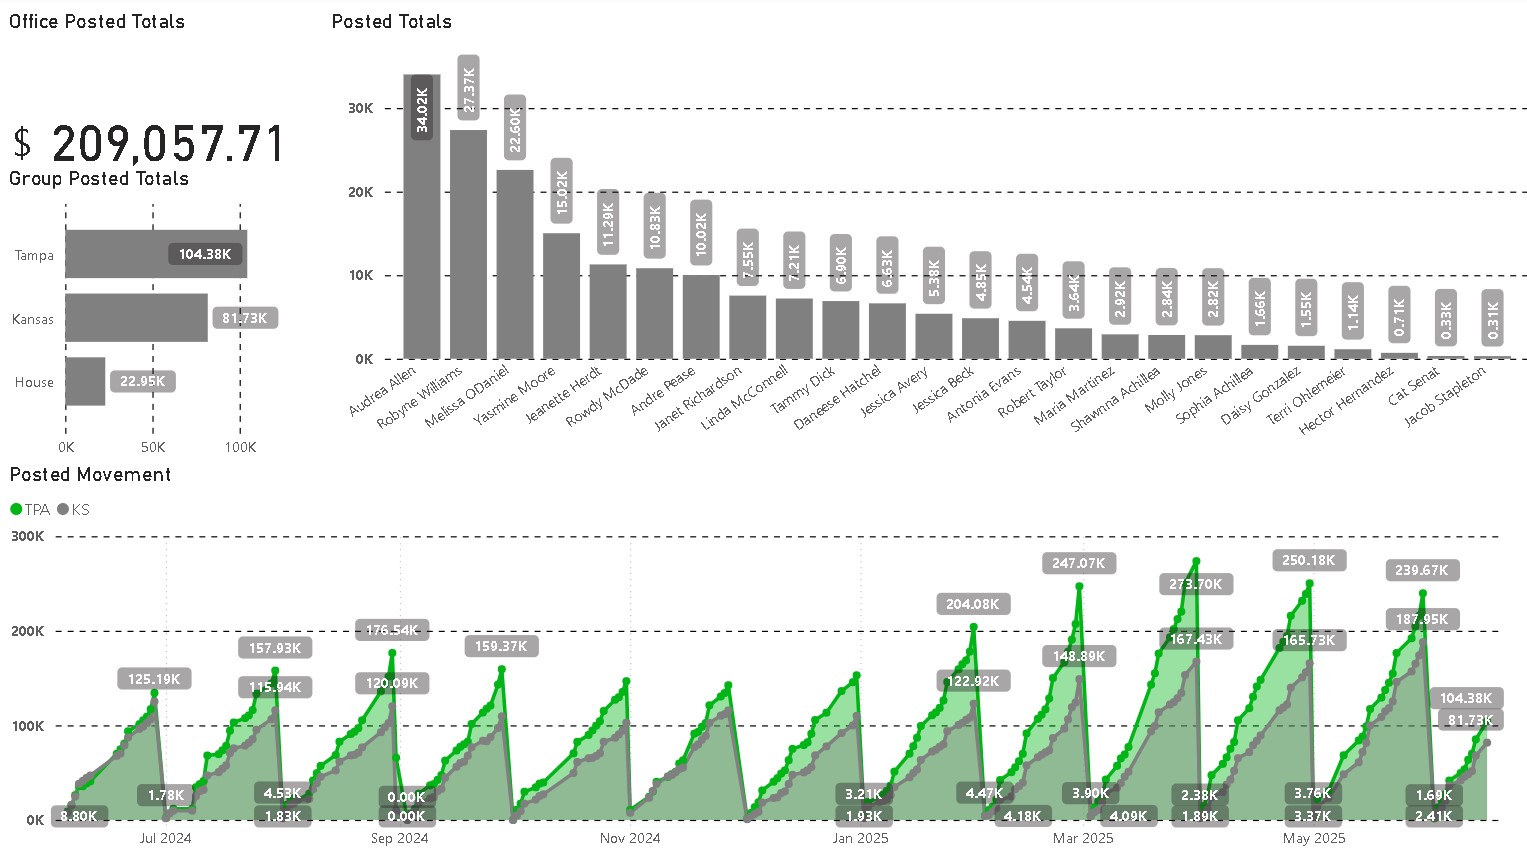 Office Posted Totals
$ 209,057.71
Group Posted Totals
Tampa 104.38K
Kansas 81.73K
House 22.95K
0K 50K 100K
Posted Totals
30K
20K
10K
0K
34.02K 27.37K 22.60K 15.02K 11.29K 10.83K 10.02K 7.55K 7.21K 6.90K 6.63K 5.38K 4.85K 4.54K 3.64K 2.92K 2.84K 2.82K 1.66K 1.55K 1.14K 0.71K 0.33K 0.31K
Audrea Allen
Robyne Williams
Melissa ODaniel
Yasmine Moore
Jeanette Herdt
Rowdy McDade
Andre Pease
Janet Richardson
Linda McConnell
Tammy Dick
Daneese Hatchel
Jessica Avery
Jessica Beck
Antonia Evans
Robert Taylor
Maria Martinez
Shawnna Achillea
Molly Jones
Sophia Achillea
Daisy Gonzalez
Terri Ohlemeier
Hector Hernandez
Cat Senat
Jacob Stapleton
Posted Movement
TPA KS
300K
200K
100K
0K
125.19K 157.93K 176.54K 159.37K 204.08K 247.07K 273.70K 250.18K 239.67K
115.94K 120.09K 122.92K 148.89K 167.43K 165.73K 187.95K
104.38K
81.73K
1.78K 4.53K 0.00K 3.21K 4.47K 3.90K 2.38K 3.76K 1.69K
8.80K 1.83K 0.00K 1.93K 4.18K 4.09K 1.89K 3.37K 2.41K
Jul 2024 Sep 2024 Nov 2024 Jan 2025 Mar 2025 May 2025